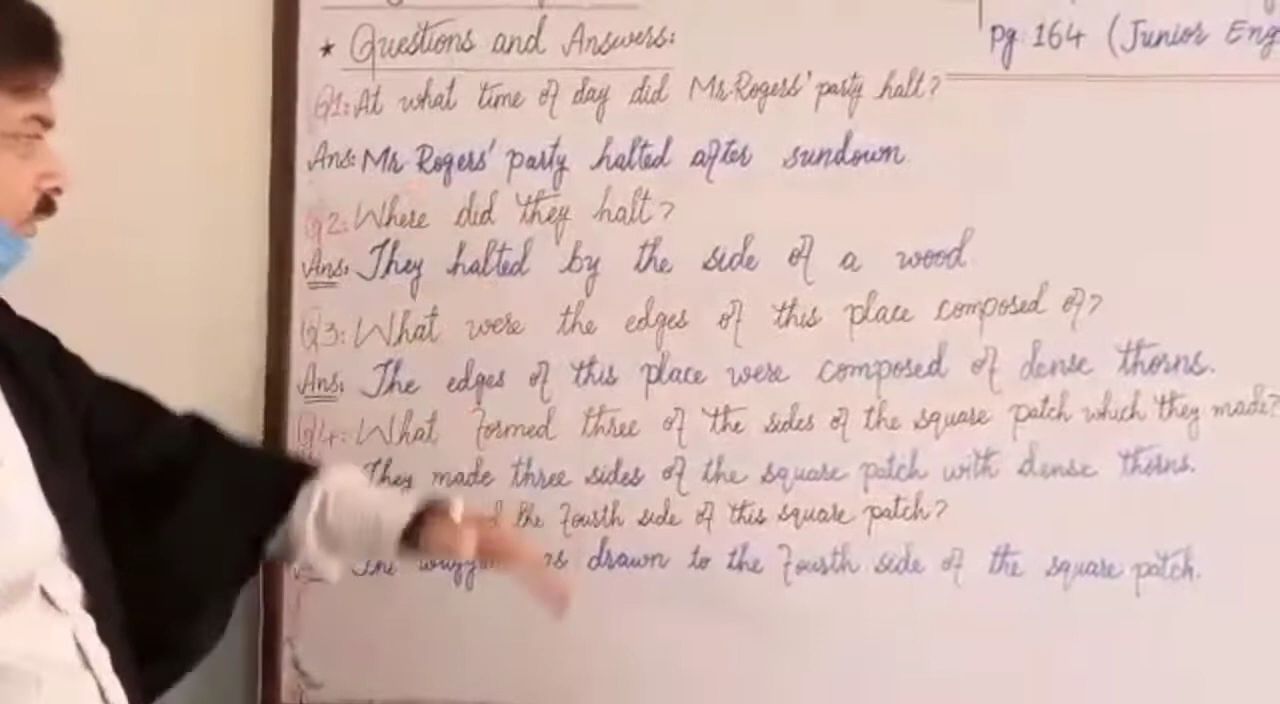 pg. 164 (Junior Eng
★ Questions and Answers:
Q1: At what time of day did Mr. Rogers' party halt?
Ans: Mr. Rogers' party halted after sundown.
Q2: Where did they halt?
Ans: They halted by the side of a wood.
Q3: What were the edges of this place composed of?
Ans: The edges of this place were composed of dense thorns.
Q4: What formed three of the sides of the square patch which they made?
They made three sides of the square patch with dense thorns.
the fourth side of this square patch?
The drawn to the fourth side of the square patch.